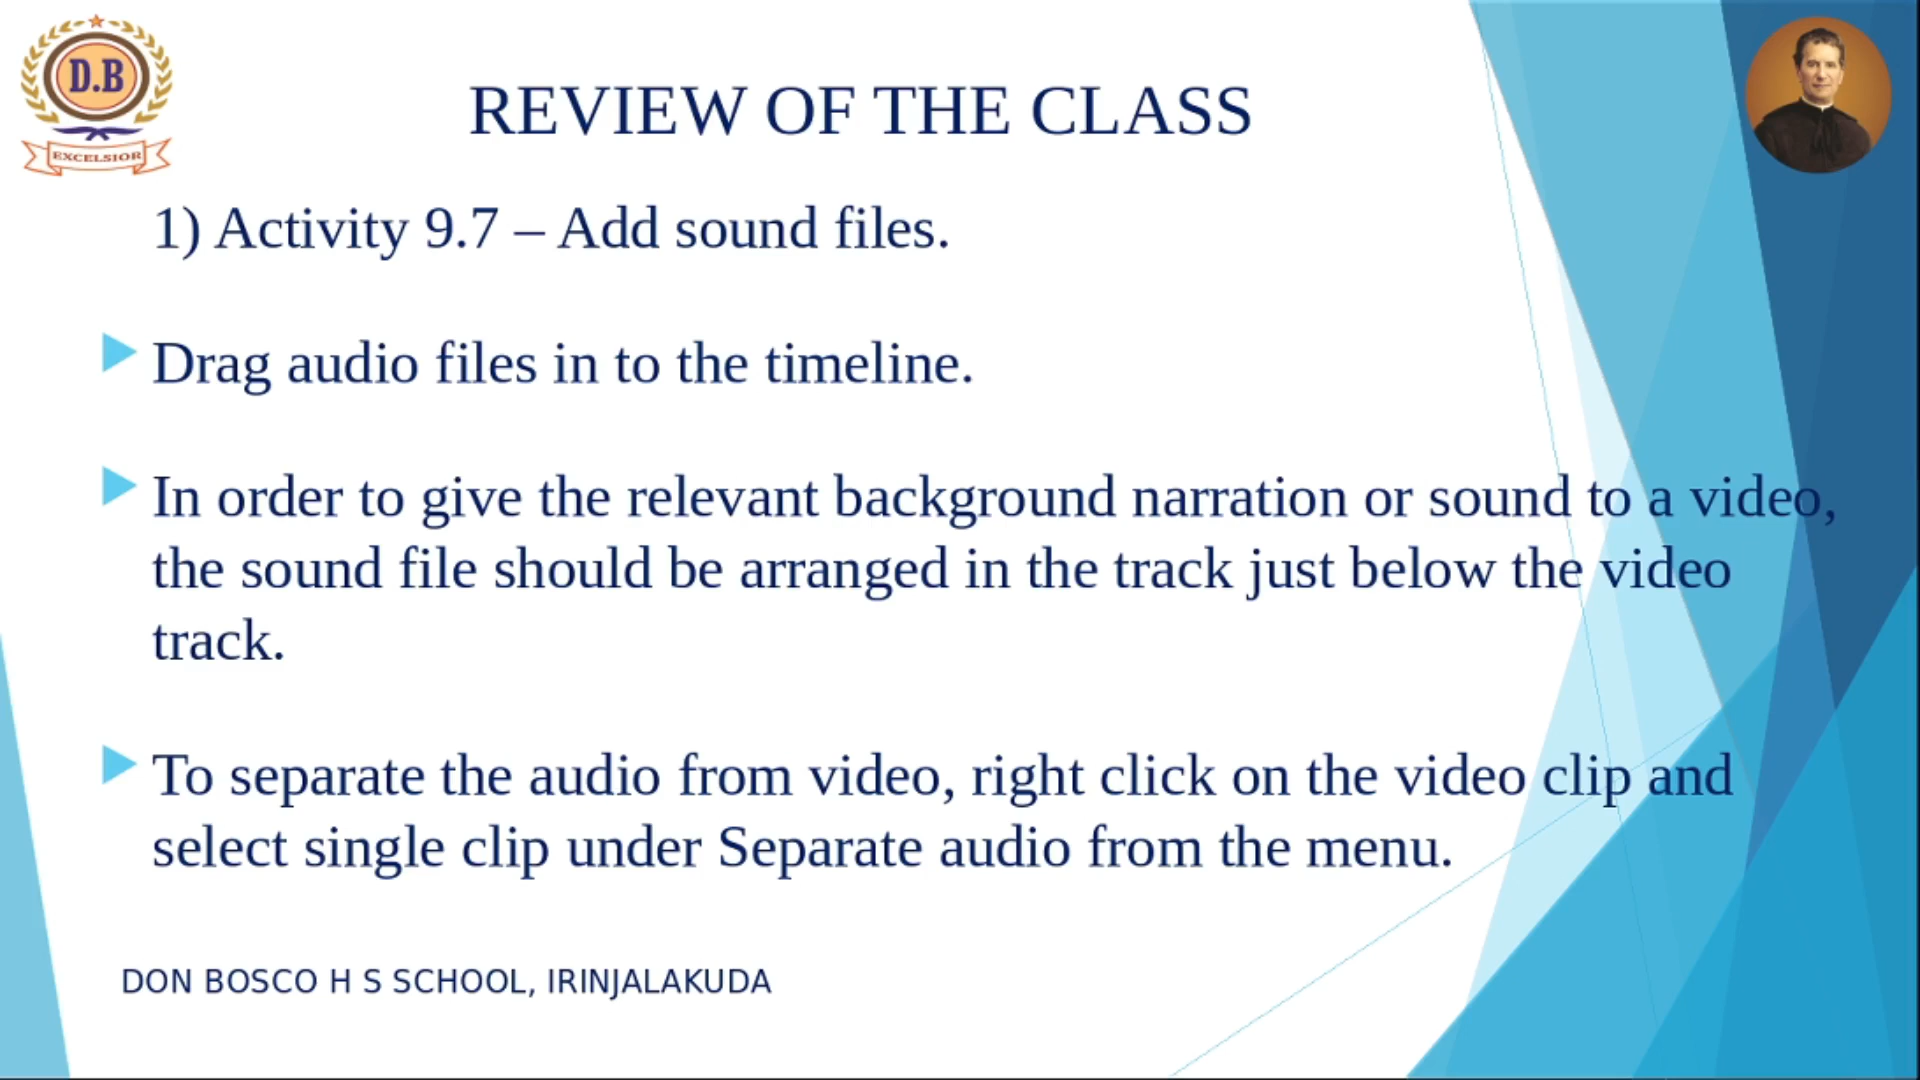 D.B
EXCELSIOR
REVIEW OF THE CLASS
1) Activity 9.7 – Add sound files.
Drag audio files in to the timeline.
In order to give the relevant background narration or sound to a video,
the sound file should be arranged in the track just below the video
track.
To separate the audio from video, right click on the video clip and
select single clip under Separate audio from the menu.
DON BOSCO H S SCHOOL, IRINJALAKUDA